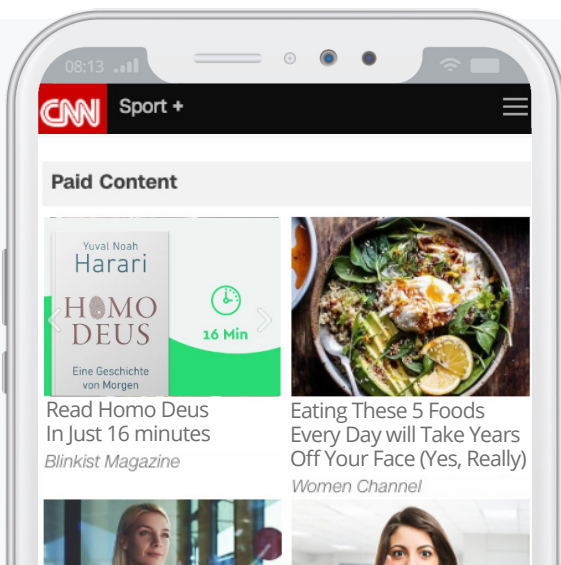 08:13
CNN Sport +
Paid Content
Yuval Noah
Harari
HOMO
DEUS
Eine Geschichte
von Morgen
16 Min
Read Homo Deus
In Just 16 minutes
Blinkist Magazine
Eating These 5 Foods
Every Day will Take Years
Off Your Face (Yes, Really)
Women Channel